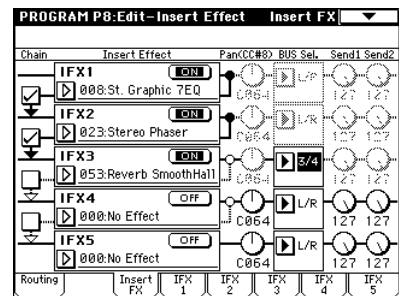 PROGRAM P8:Edit-Insert Effect Insert FX
Chain Insert Effect Pan(CC#8) BUS Sel. Send1 Send2
IFX1 ON
008:St. Graphic 7EQ C064 L/R 127 127
IFX2 ON
023:Stereo Phaser C064 L/R 127 127
IFX3 ON
053:Reverb SmoothHall C064 3/4 127 127
IFX4 OFF
000:No Effect C064 L/R 127 127
IFX5 OFF
000:No Effect C064 L/R 127 127
Routing Insert FX IFX 1 IFX 2 IFX 3 IFX 4 IFX 5